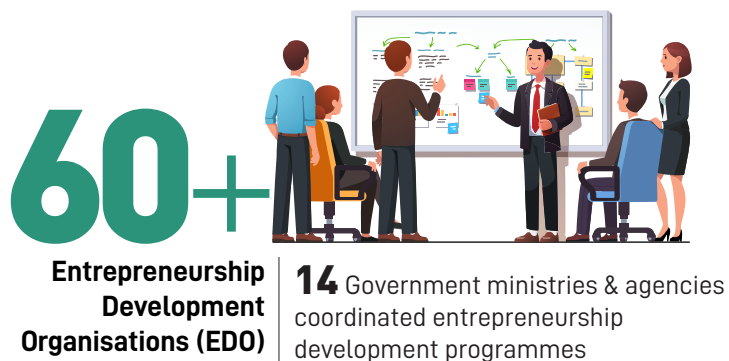 60+
Entrepreneurship
Development
Organisations (EDO)
14 Government ministries & agencies
coordinated entrepreneurship
development programmes